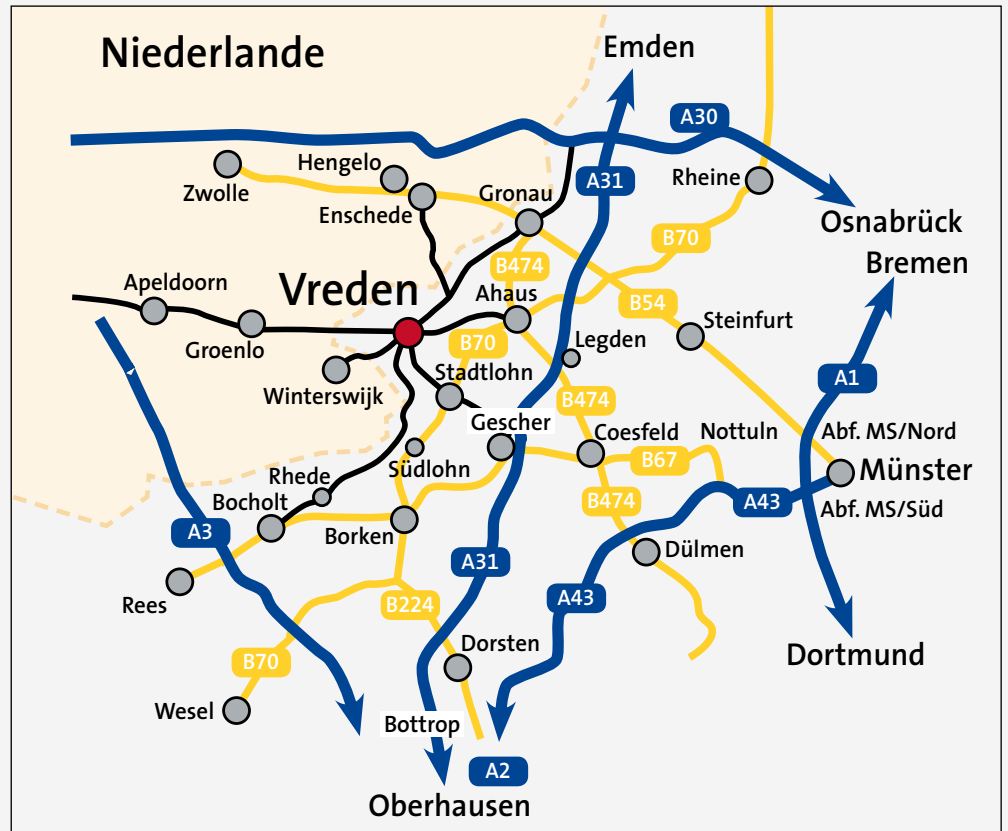 Niederlande
Emden
A30
Hengelo
Zwolle
Enschede
Gronau
A31
Rheine
Osnabrück
B70
Bremen
B474
Apeldoorn
Vreden
Ahaus
B54
Steinfurt
Groenlo
B70
Legden
Winterswijk
Stadtlohn
A1
B474
Gescher
Coesfeld
Nottuln
Abf. MS/Nord
Südlohn
B67
Münster
Rhede
Bocholt
B474
A43
Abf. MS/Süd
A3
Borken
Dülmen
A31
Rees
B224
A43
Dorsten
Dortmund
B70
Wesel
Bottrop
A2
Oberhausen